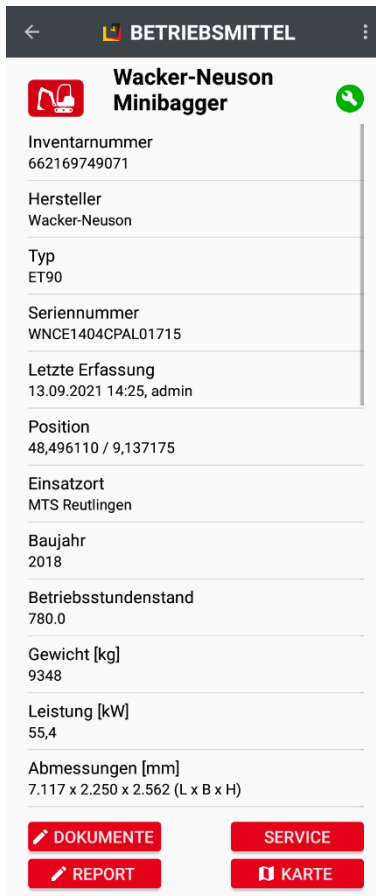 BETRIEBSMITTEL
Wacker-Neuson
Minibagger
Inventarnummer
662169749071
Hersteller
Wacker-Neuson
Typ
ET90
Seriennummer
WNCE1404CPAL01715
Letzte Erfassung
13.09.2021 14:25, admin
Position
48,496110 / 9,137175
Einsatzort
MTS Reutlingen
Baujahr
2018
Betriebsstundenstand
780.0
Gewicht [kg]
9348
Leistung [kW]
55,4
Abmessungen [mm]
7.117 x 2.250 x 2.562 (L x B x H)
DOKUMENTE
SERVICE
REPORT
KARTE